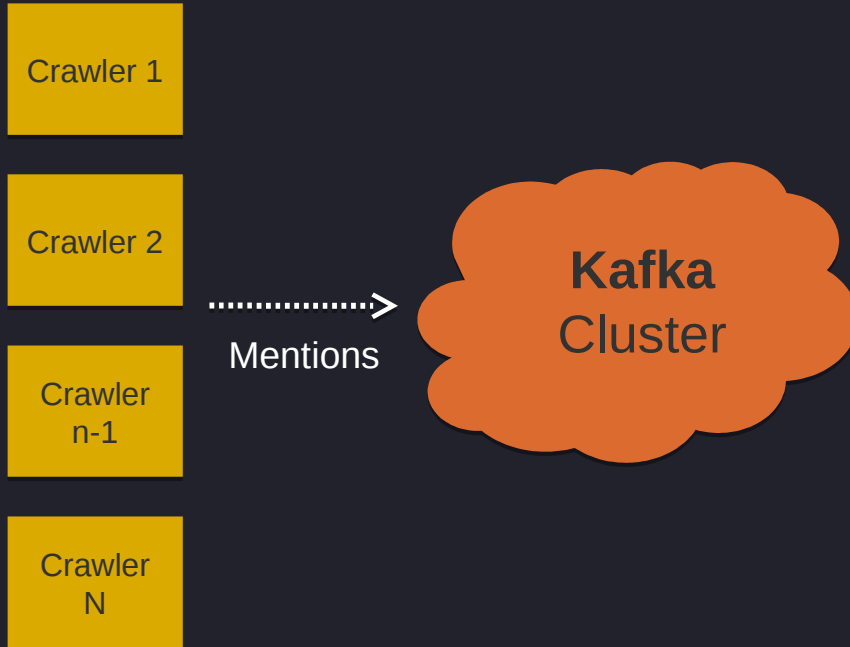 Crawler 1
Crawler 2
Crawler
n-1
Crawler
N
Mentions
Kafka
Cluster